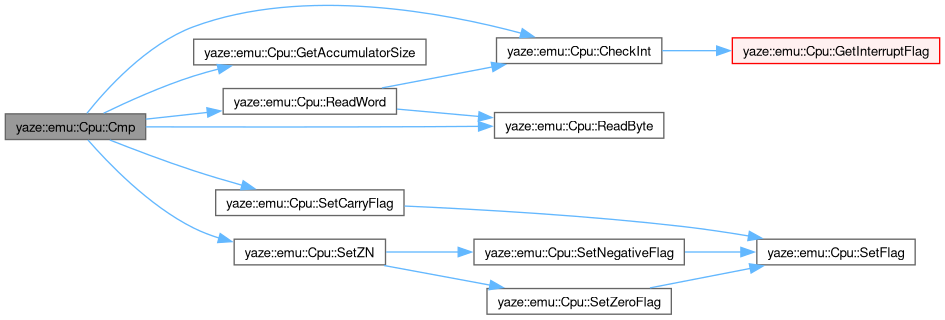 yaze::emu::Cpu::Cmp
yaze::emu::Cpu::GetAccumulatorSize
yaze::emu::Cpu::ReadWord
yaze::emu::Cpu::CheckInt
yaze::emu::Cpu::GetInterruptFlag
yaze::emu::Cpu::ReadByte
yaze::emu::Cpu::SetCarryFlag
yaze::emu::Cpu::SetZN
yaze::emu::Cpu::SetNegativeFlag
yaze::emu::Cpu::SetFlag
yaze::emu::Cpu::SetZeroFlag